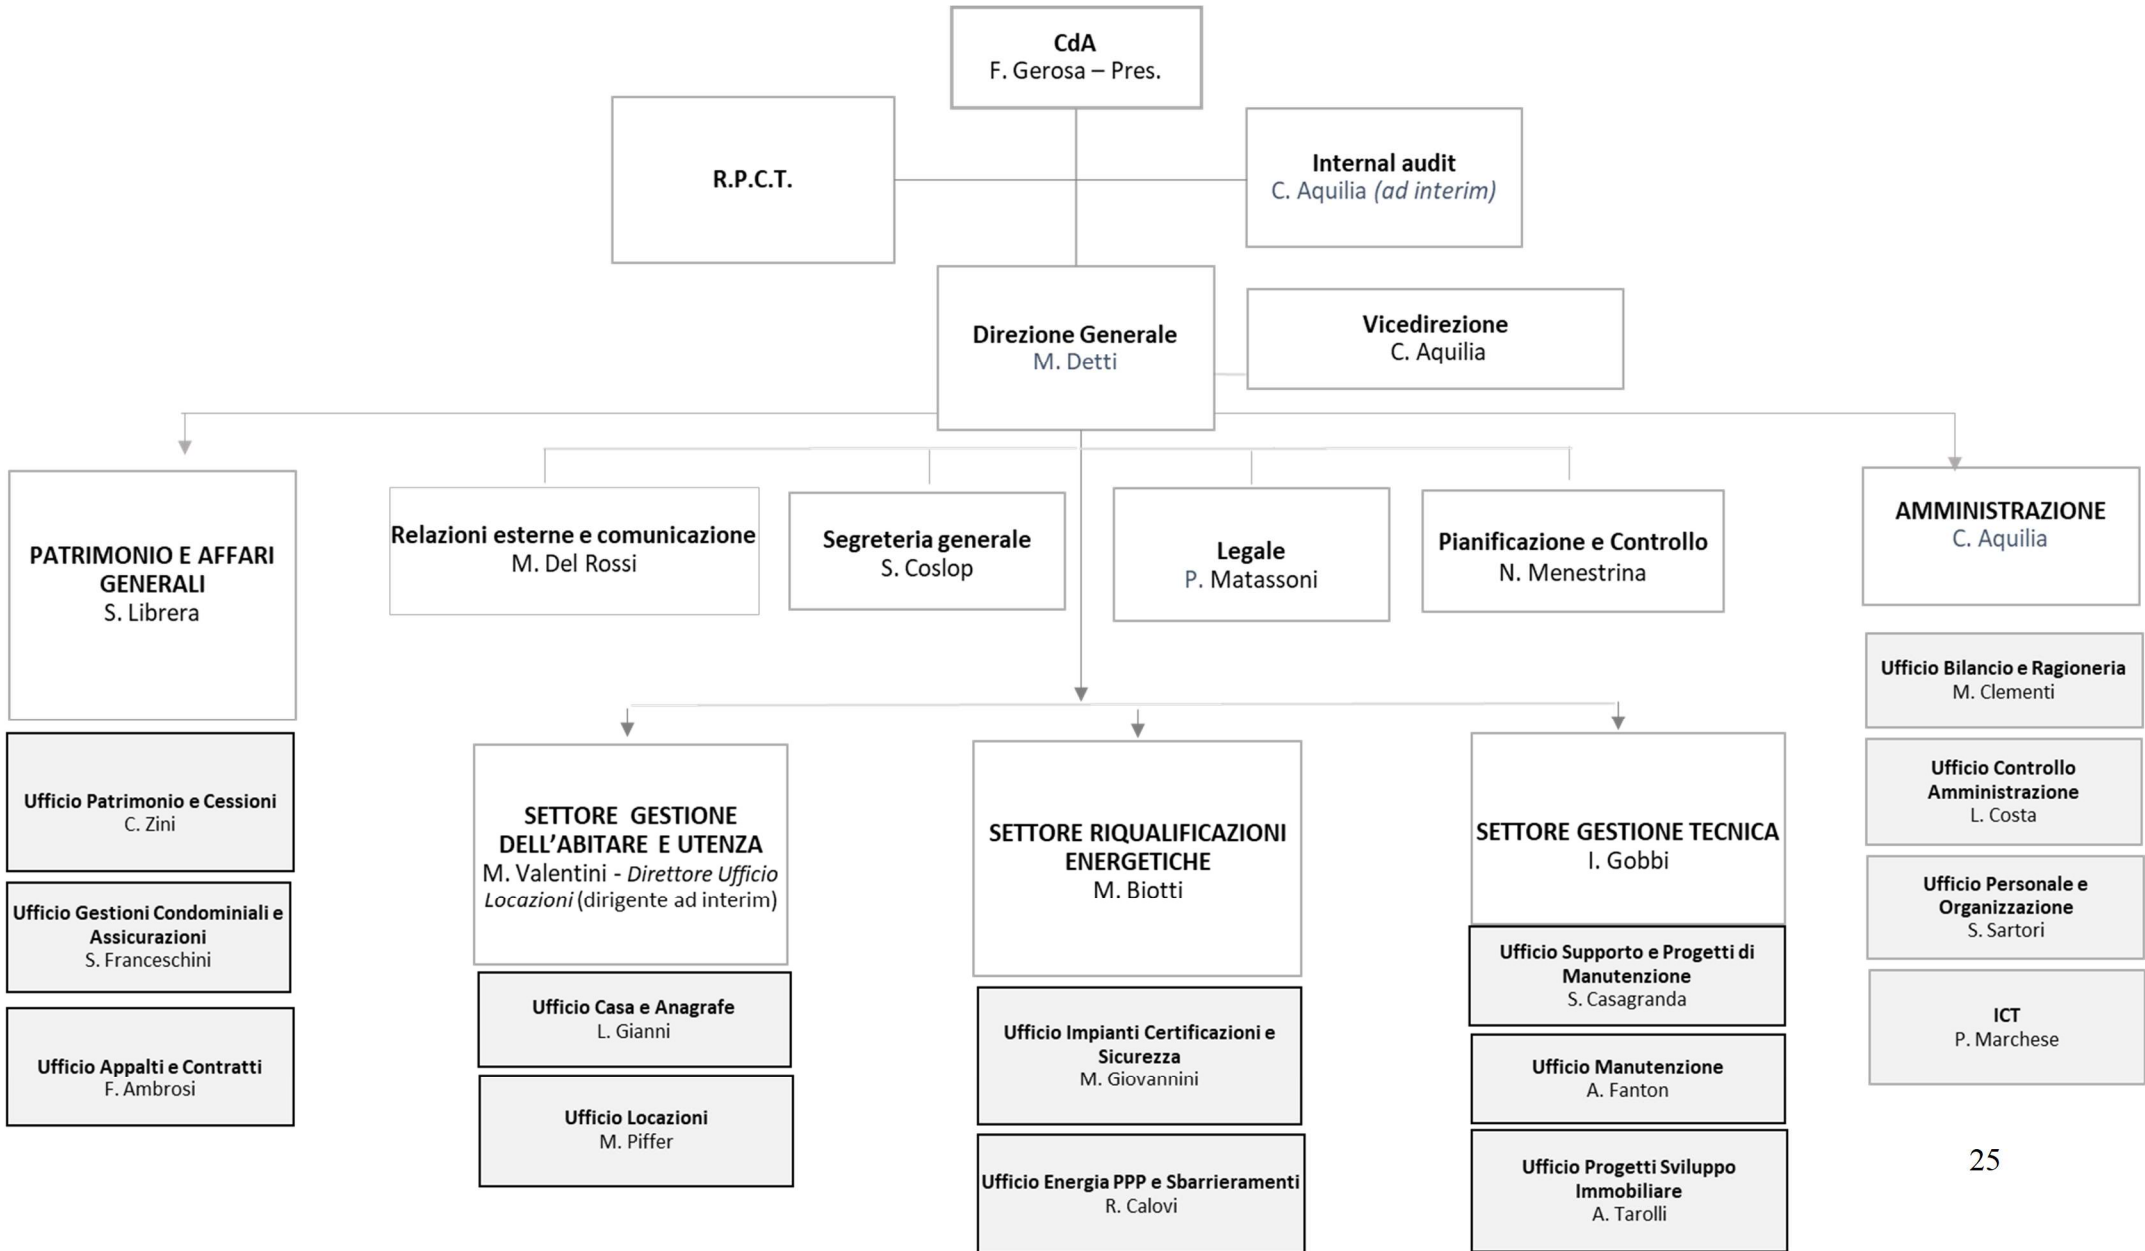 CdA
F. Gerosa – Pres.
R.P.C.T.
Internal audit
C. Aquilia (ad interim)
Direzione Generale
M. Detti
Vicedirezione
C. Aquilia
PATRIMONIO E AFFARI
GENERALI
S. Librera
Relazioni esterne e comunicazione
M. Del Rossi
Segreteria generale
S. Coslop
Legale
P. Matassoni
Pianificazione e Controllo
N. Menestrina
AMMINISTRAZIONE
C. Aquilia
Ufficio Patrimonio e Cessioni
C. Zini
Ufficio Gestioni Condominiali e
Assicurazioni
S. Franceschini
Ufficio Appalti e Contratti
F. Ambrosi
SETTORE GESTIONE
DELL’ABITARE E UTENZA
M. Valentini - Direttore Ufficio
Locazioni (dirigente ad interim)
Ufficio Casa e Anagrafe
L. Gianni
Ufficio Locazioni
M. Piffer
SETTORE RIQUALIFICAZIONI
ENERGETICHE
M. Biotti
Ufficio Impianti Certificazioni e
Sicurezza
M. Giovannini
Ufficio Energia PPP e Sbarrieramenti
R. Calovi
SETTORE GESTIONE TECNICA
I. Gobbi
Ufficio Supporto e Progetti di
Manutenzione
S. Casagranda
Ufficio Manutenzione
A. Fanton
Ufficio Progetti Sviluppo
Immobiliare
A. Tarolli
Ufficio Bilancio e Ragioneria
M. Clementi
Ufficio Controllo
Amministrazione
L. Costa
Ufficio Personale e
Organizzazione
S. Sartori
ICT
P. Marchese
25